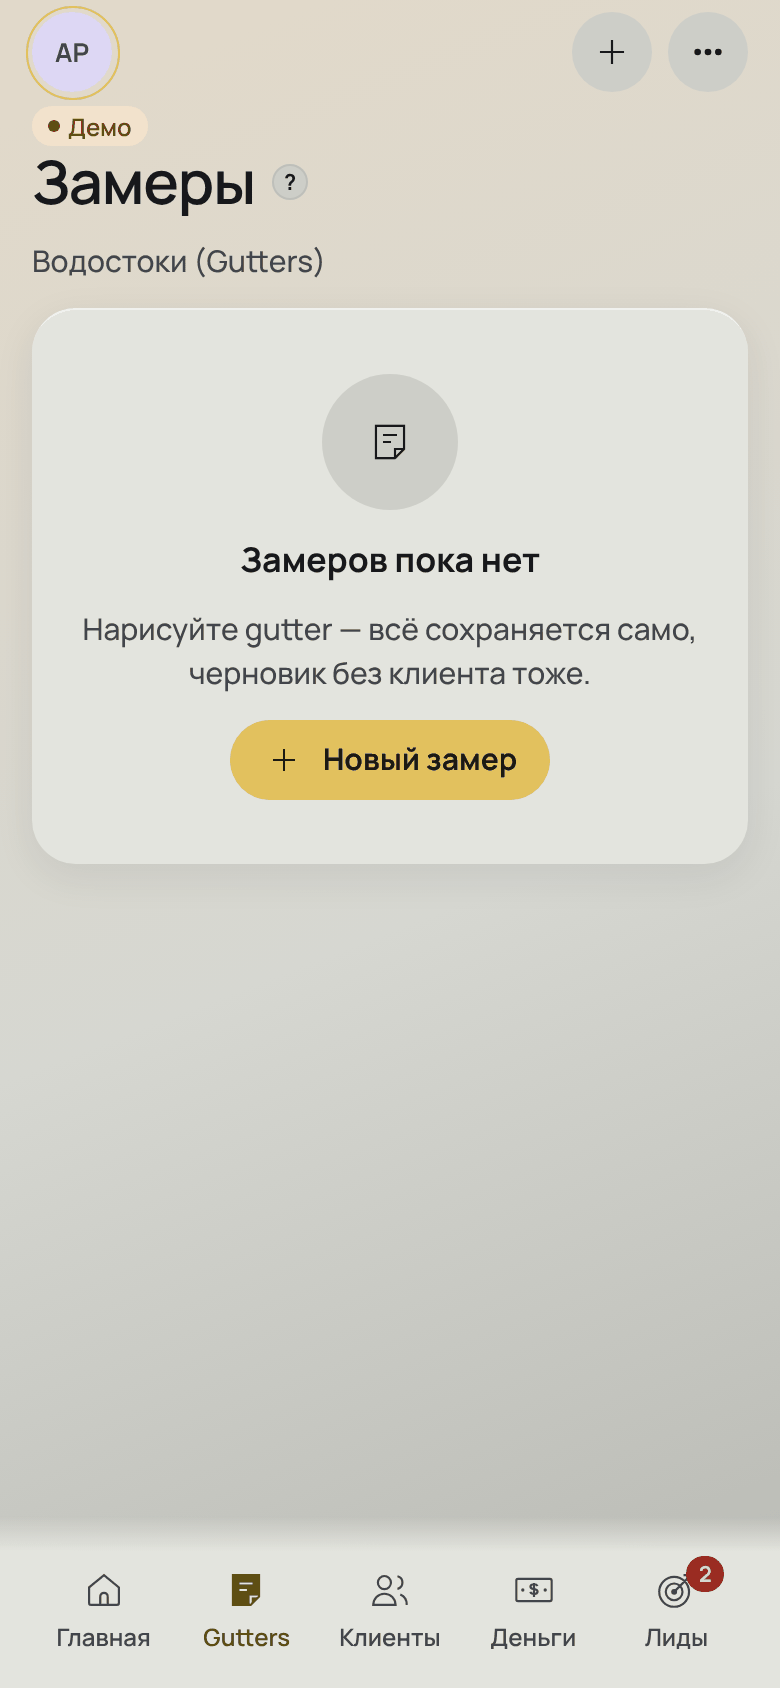 АР
Демо
Замеры ?
Водостоки (Gutters)
Замеров пока нет
Нарисуйте gutter — всё сохраняется само,
черновик без клиента тоже.
+ Новый замер
2
Главная Gutters Клиенты Деньги Лиды